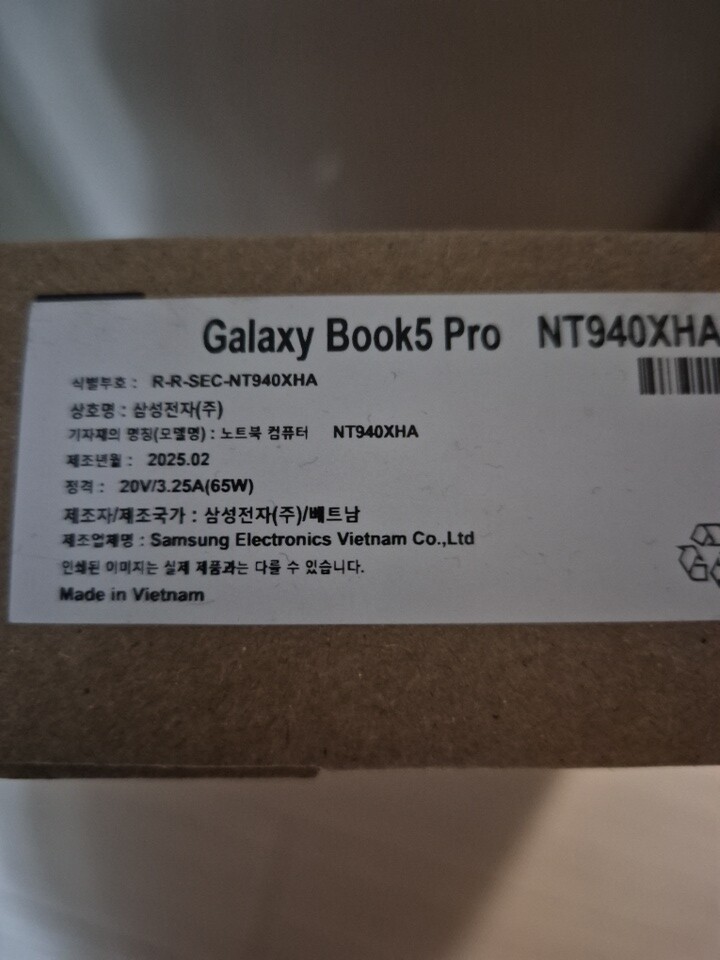 Galaxy Book5 Pro NT940XHA
식별부호 : R-R-SEC-NT940XHA
상호명 : 삼성전자(주)
기자재의 명칭(모델명) : 노트북 컴퓨터 NT940XHA
제조년월 : 2025.02
정격 : 20V/3.25A(65W)
제조자/제조국가 : 삼성전자(주)/베트남
제조업체명 : Samsung Electronics Vietnam Co.,Ltd
인쇄된 이미지는 실제 제품과는 다를 수 있습니다.
Made in Vietnam